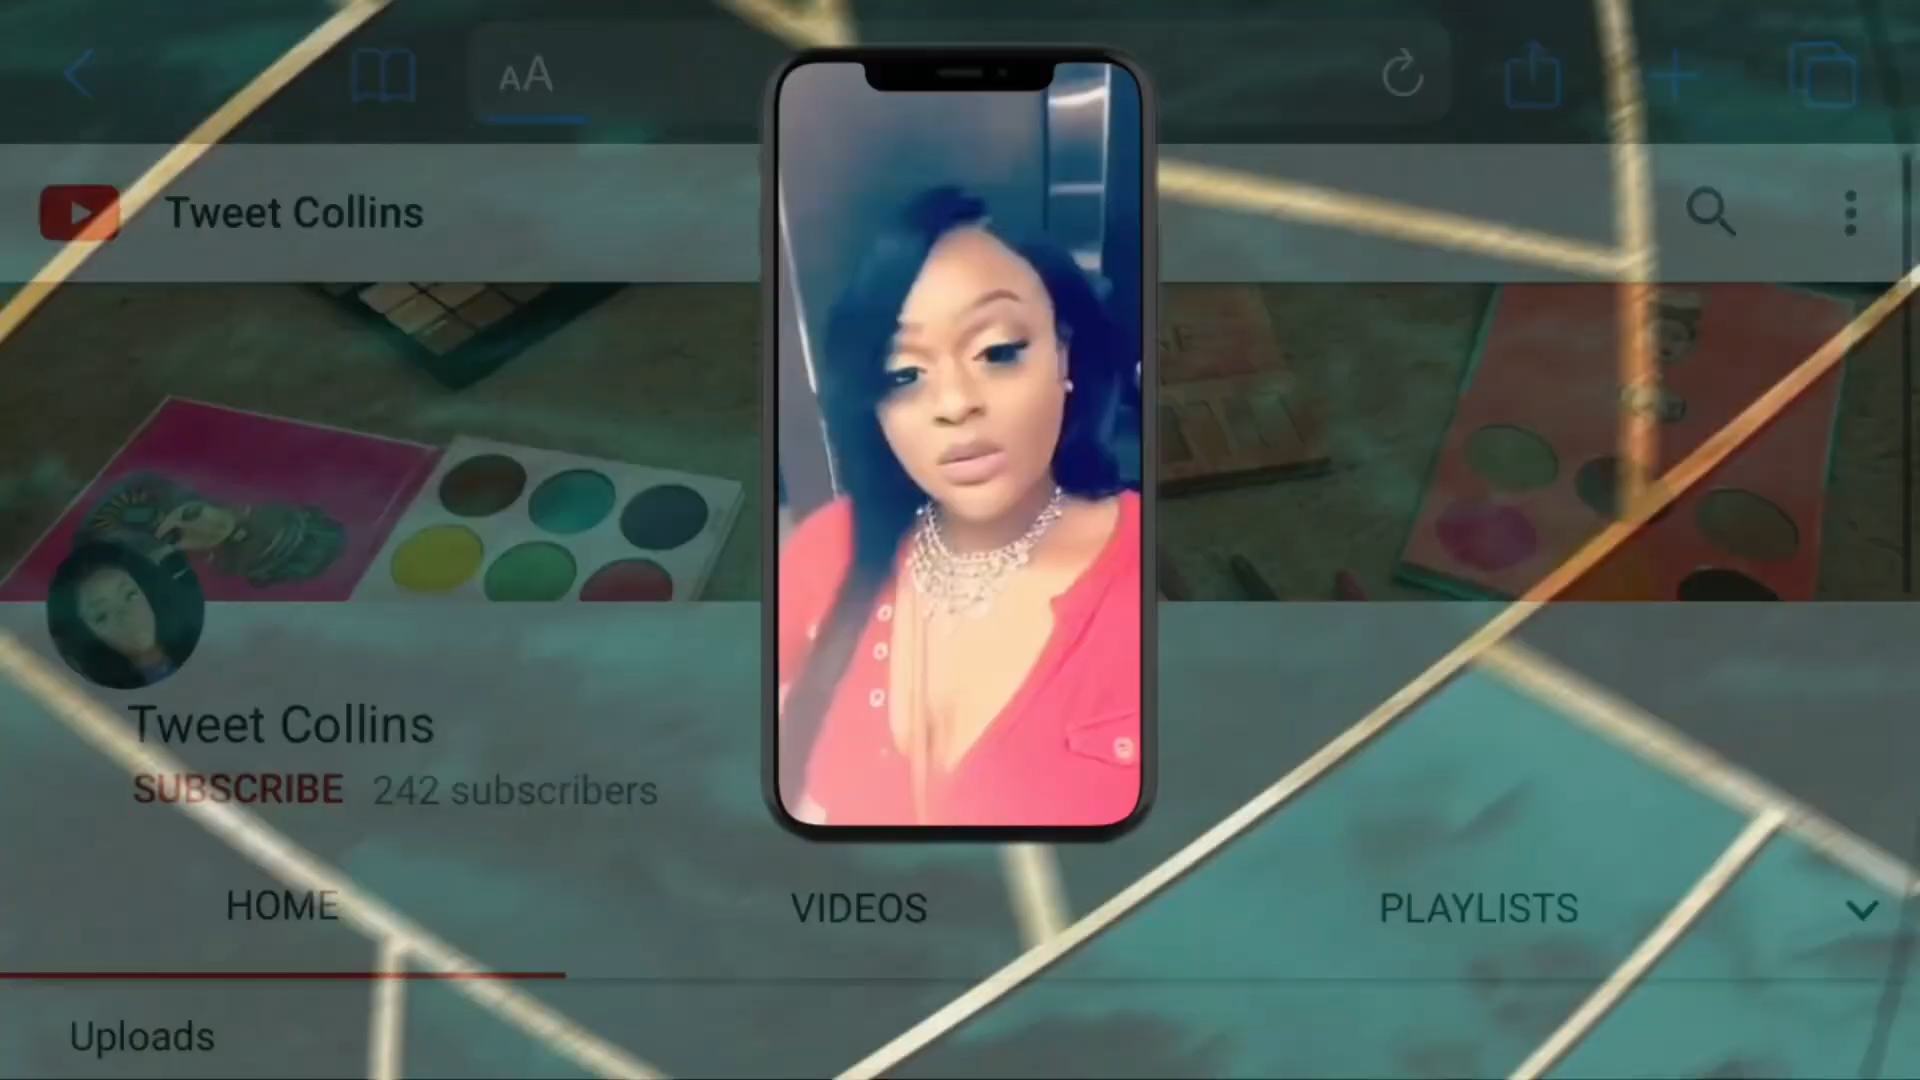 AA
Tweet Collins
Tweet Collins
SUBSCRIBE 242 subscribers
HOME VIDEOS PLAYLISTS
Uploads